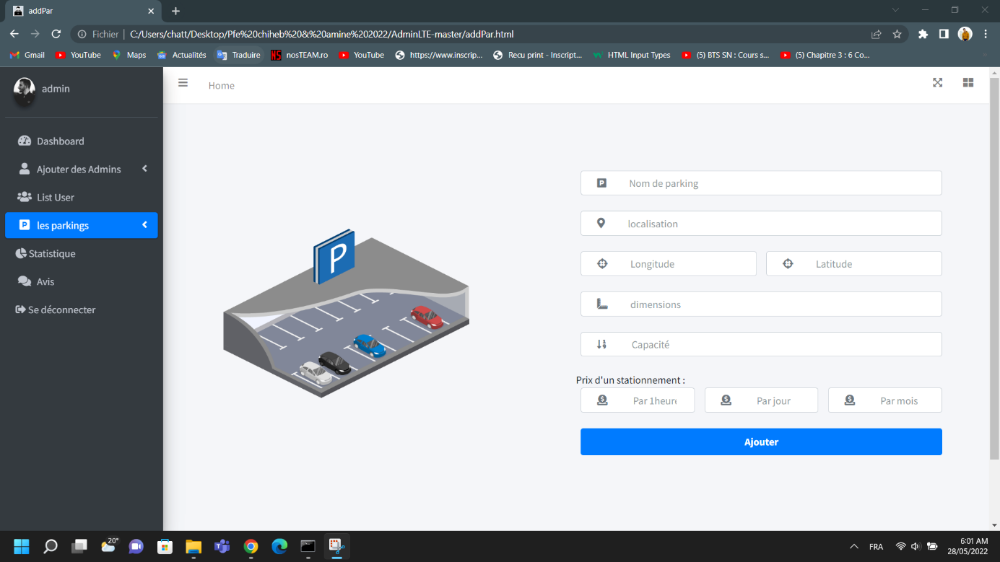 addPar
Fichier
C:/Users/chatt/Desktop/Pfe%20chiheb%20&%20amine%202022/AdminLTE-master/addPar.html
Gmail YouTube Maps Actualités Traduire NS nosTEAM.ro YouTube https://www.inscrip... Recu print - Inscript... HTML Input Types (5) BTS SN : Cours s... (5) Chapitre 3 : 6 Co...
admin
Home
Dashboard
Ajouter des Admins
List User
les parkings
Statistique
Avis
Se déconnecter
P
Nom de parking
localisation
Longitude Latitude
dimensions
Capacité
Prix d'un stationnement :
Par 1heure Par jour Par mois
Ajouter
20°
FRA
6:01 AM
28/05/2022